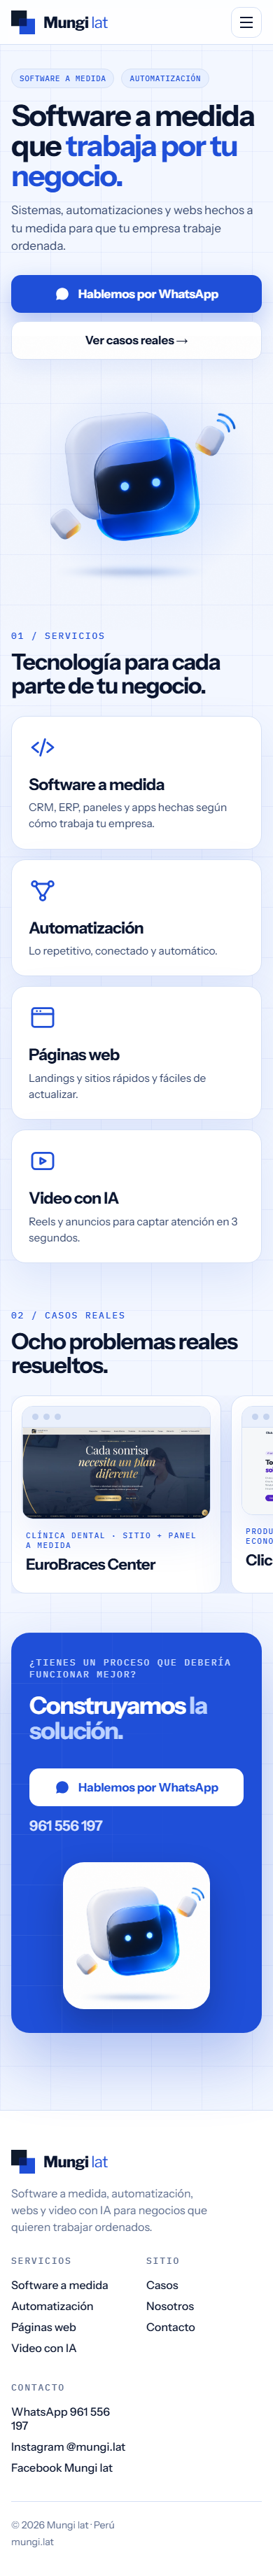 Mungi lat
SOFTWARE A MEDIDA
AUTOMATIZACIÓN
Software a medida
que trabaja por tu
negocio.
Sistemas, automatizaciones y webs hechos a
tu medida para que tu empresa trabaje
ordenada.
Hablemos por WhatsApp
Ver casos reales →
01 / SERVICIOS
Tecnología para cada
parte de tu negocio.
Software a medida
CRM, ERP, paneles y apps hechas según
cómo trabaja tu empresa.
Automatización
Lo repetitivo, conectado y automático.
Páginas web
Landings y sitios rápidos y fáciles de
actualizar.
Video con IA
Reels y anuncios para captar atención en 3
segundos.
02 / CASOS REALES
Ocho problemas reales
resueltos.
Cada sonrisa
necesita un plan
diferente
CLÍNICA DENTAL · SITIO + PANEL
A MEDIDA
EuroBraces Center
PRODU
ECONO
Clic
¿TIENES UN PROCESO QUE DEBERÍA
FUNCIONAR MEJOR?
Construyamos la
solución.
Hablemos por WhatsApp
961 556 197
Mungi lat
Software a medida, automatización,
webs y video con IA para negocios que
quieren trabajar ordenados.
SERVICIOS
Software a medida
Automatización
Páginas web
Video con IA
SITIO
Casos
Nosotros
Contacto
CONTACTO
WhatsApp 961 556
197
Instagram @mungi.lat
Facebook Mungi lat
© 2026 Mungi lat · Perú
mungi.lat